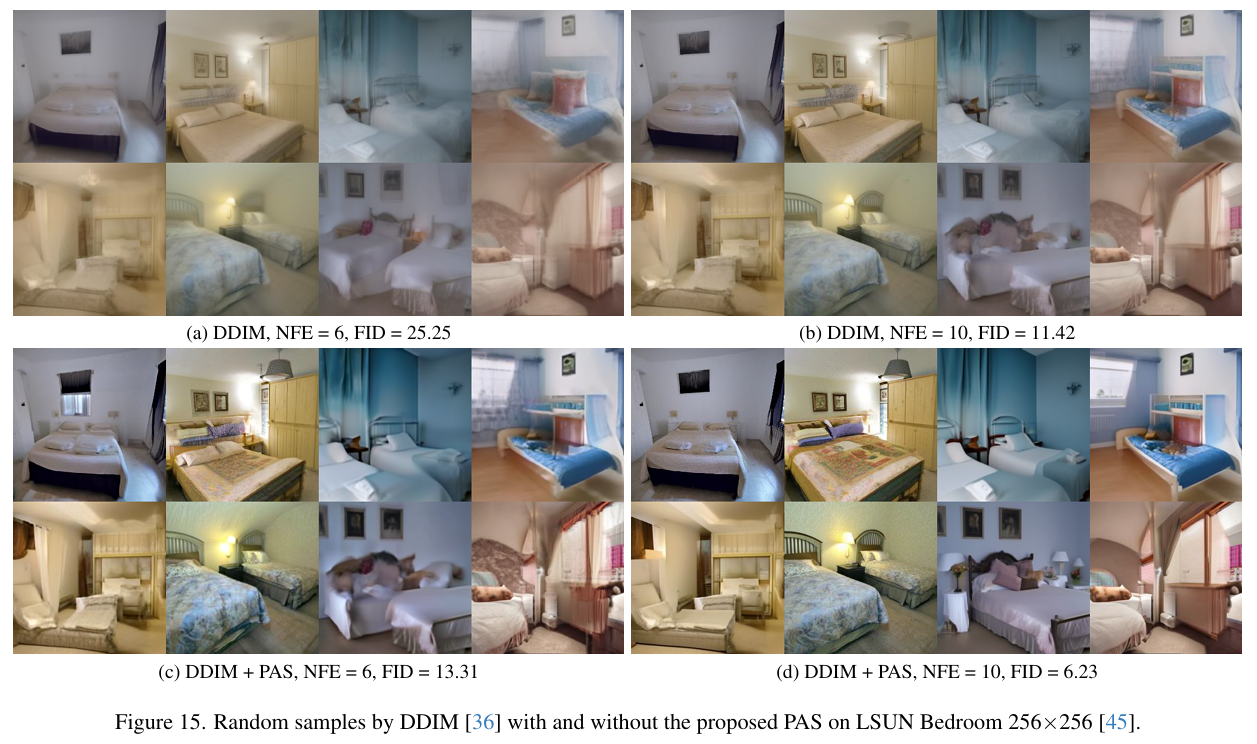 (a) DDIM, NFE = 6, FID = 25.25
(b) DDIM, NFE = 10, FID = 11.42
(c) DDIM + PAS, NFE = 6, FID = 13.31
(d) DDIM + PAS, NFE = 10, FID = 6.23
Figure 15. Random samples by DDIM [36] with and without the proposed PAS on LSUN Bedroom 256×256 [45].